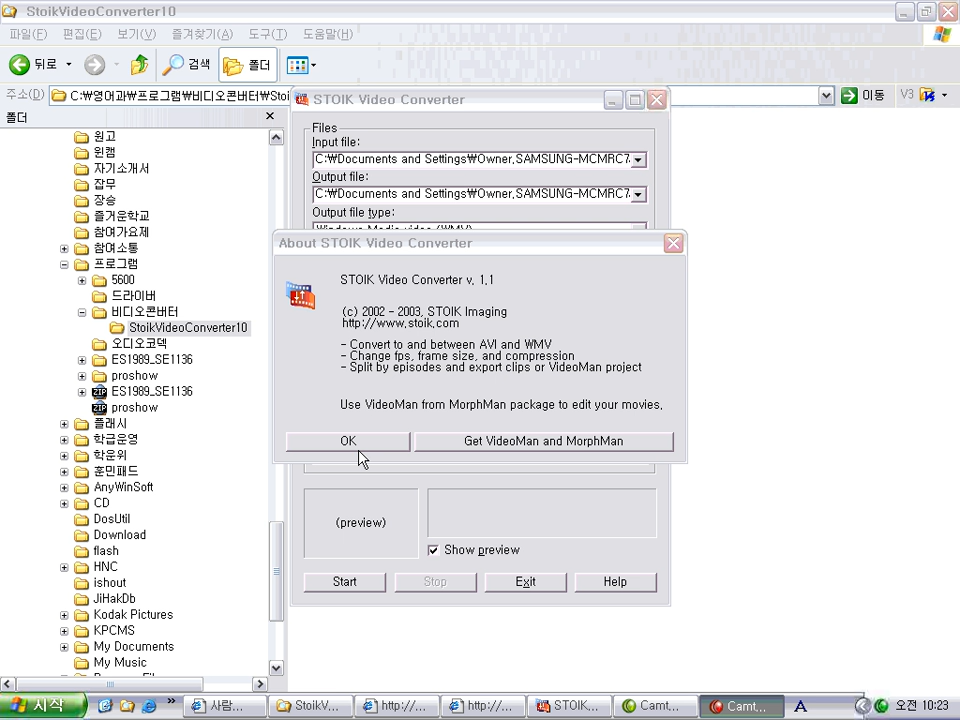 StoikVideoConverter10
파일(F) 편집(E) 보기(V) 즐겨찾기(A) 도구(T) 도움말(H)
뒤로 검색 폴더
주소(D) C:\영어과\프로그램\비디오콘버터\Stoi 이동 V3
폴더
원고
윈캠
자기소개서
잡무
장승
즐거운학교
참여가요제
참여소통
프로그램
5600
드라이버
비디오콘버터
StoikVideoConverter10
오디오코덱
ES1989_SE1136
proshow
ES1989_SE1136
proshow
플래시
학급운영
학운위
훈민패드
AnyWinSoft
CD
DosUtil
Download
flash
HNC
ishout
JiHakDb
Kodak Pictures
KPCMS
My Documents
My Music
STOIK Video Converter
Files
Input file:
C:\Documents and Settings\Owner,SAMSUNG-MCMRC7
Output file:
C:\Documents and Settings\Owner,SAMSUNG-MCMRC7
Output file type:
Windows Media video (WMV)
About STOIK Video Converter
STOIK Video Converter v. 1.1
(c) 2002 - 2003, STOIK Imaging
http://www.stoik.com
- Convert to and between AVI and WMV
- Change fps, frame size, and compression
- Split by episodes and export clips or VideoMan project
Use VideoMan from MorphMan package to edit your movies.
OK Get VideoMan and MorphMan
(preview)
Show preview
Start Stop Exit Help
시작 사람... StoikV... http://... http://... STOIK... Camt... Camt... A 오전 10:23